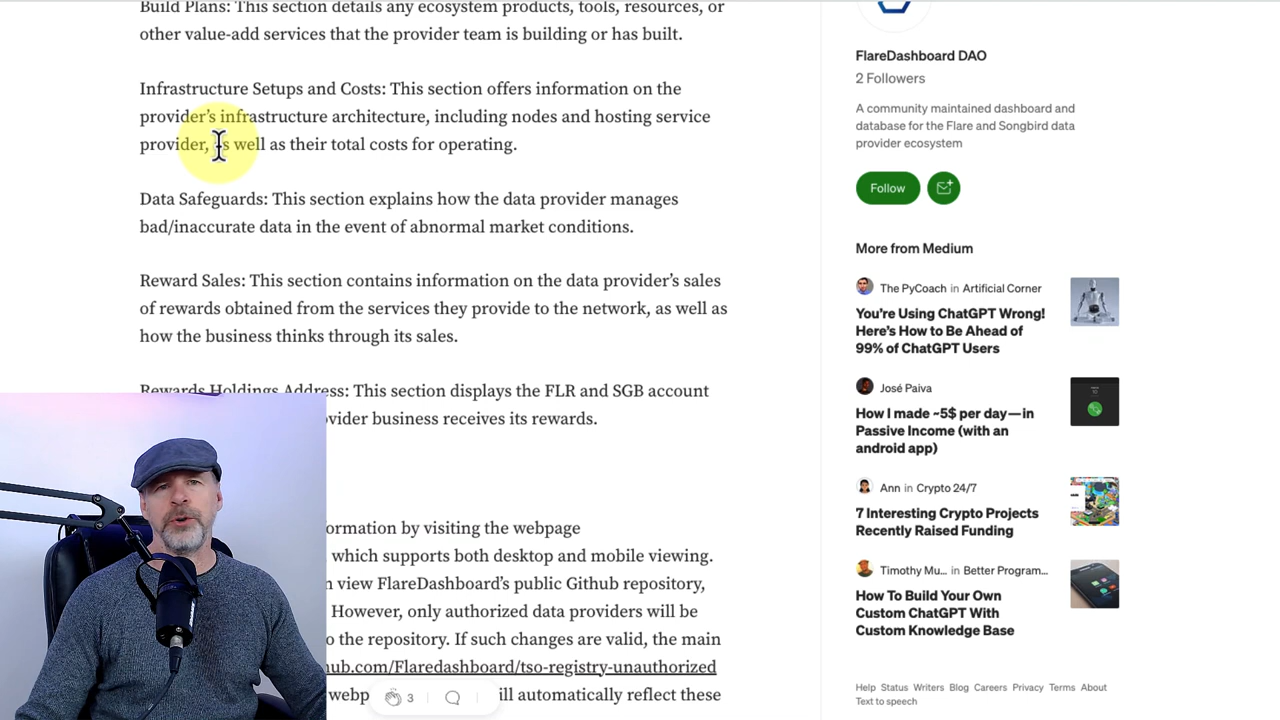 Build Plans: This section details any ecosystem products, tools, resources, or
other value-add services that the provider team is building or has built.
Infrastructure Setups and Costs: This section offers information on the
provider's infrastructure architecture, including nodes and hosting service
provider, as well as their total costs for operating.
Data Safeguards: This section explains how the data provider manages
bad/inaccurate data in the event of abnormal market conditions.
Reward Sales: This section contains information on the data provider's sales
of rewards obtained from the services they provide to the network, as well as
how the business thinks through its sales.
Rewards Holdings Address: This section displays the FLR and SGB account
ovider business receives its rewards.
ormation by visiting the webpage
which supports both desktop and mobile viewing.
n view FlareDashboard's public Github repository,
However, only authorized data providers will be
o the repository. If such changes are valid, the main
hub.com/Flaredashboard/tso-registry-unauthorized
webp
ill automatically reflect these
3
FlareDashboard DAO
2 Followers
A community maintained dashboard and
database for the Flare and Songbird data
provider ecosystem
Follow
More from Medium
The PyCoach in Artificial Corner
You're Using ChatGPT Wrong!
Here's How to Be Ahead of
99% of ChatGPT Users
José Paiva
How I made ~5$ per day—in
Passive Income (with an
android app)
Ann in Crypto 24/7
7 Interesting Crypto Projects
Recently Raised Funding
Timothy Mu... in Better Program...
How To Build Your Own
Custom ChatGPT With
Custom Knowledge Base
Help Status Writers Blog Careers Privacy Terms About
Text to speech